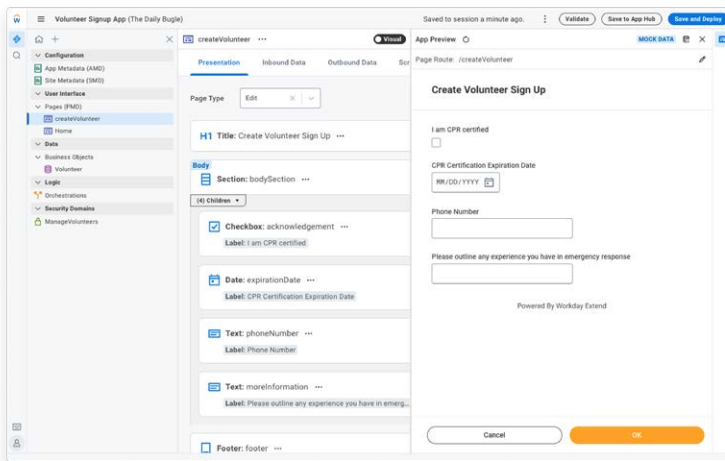 Volunteer Signup App (The Daily Bugle)
Saved to session a minute ago.
Validate
Save to App Hub
Save and Deploy
Configuration
App Metadata (AMD)
Site Metadata (SMD)
User Interface
Pages (PMD)
createVolunteer
Home
Data
Business Objects
Volunteer
Logic
Orchestrations
Security Domains
ManageVolunteers
createVolunteer
Visual
Presentation
Inbound Data
Outbound Data
Scr
Page Type
Edit
H1 Title: Create Volunteer Sign Up
Body
Section: bodySection
(4) Children
Checkbox: acknowledgement
Label: I am CPR certified
Date: expirationDate
Label: CPR Certification Expiration Date
Text: phoneNumber
Label: Phone Number
Text: moreInformation
Label: Please outline any experience you have in emerg...
Footer: footer
App Preview
MOCK DATA
Page Route: /createVolunteer
Create Volunteer Sign Up
I am CPR certified
CPR Certification Expiration Date
MM/DD/YYYY
Phone Number
Please outline any experience you have in emergency response
Powered By Workday Extend
Cancel
OK